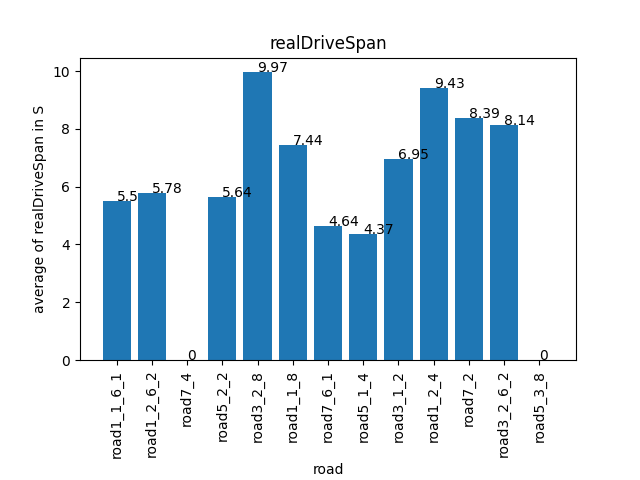 realDriveSpan
average of realDriveSpan in S
10
8
6
4
2
0
5.5
5.78
0
5.64
9.97
7.44
4.64
4.37
6.95
9.43
8.39
8.14
0
road1_1_6_1
road1_2_6_2
road7_4
road5_2_2
road3_2_8
road1_1_8
road7_6_1
road5_1_4
road3_1_2
road1_2_4
road7_2
road3_2_6_2
road5_3_8
road